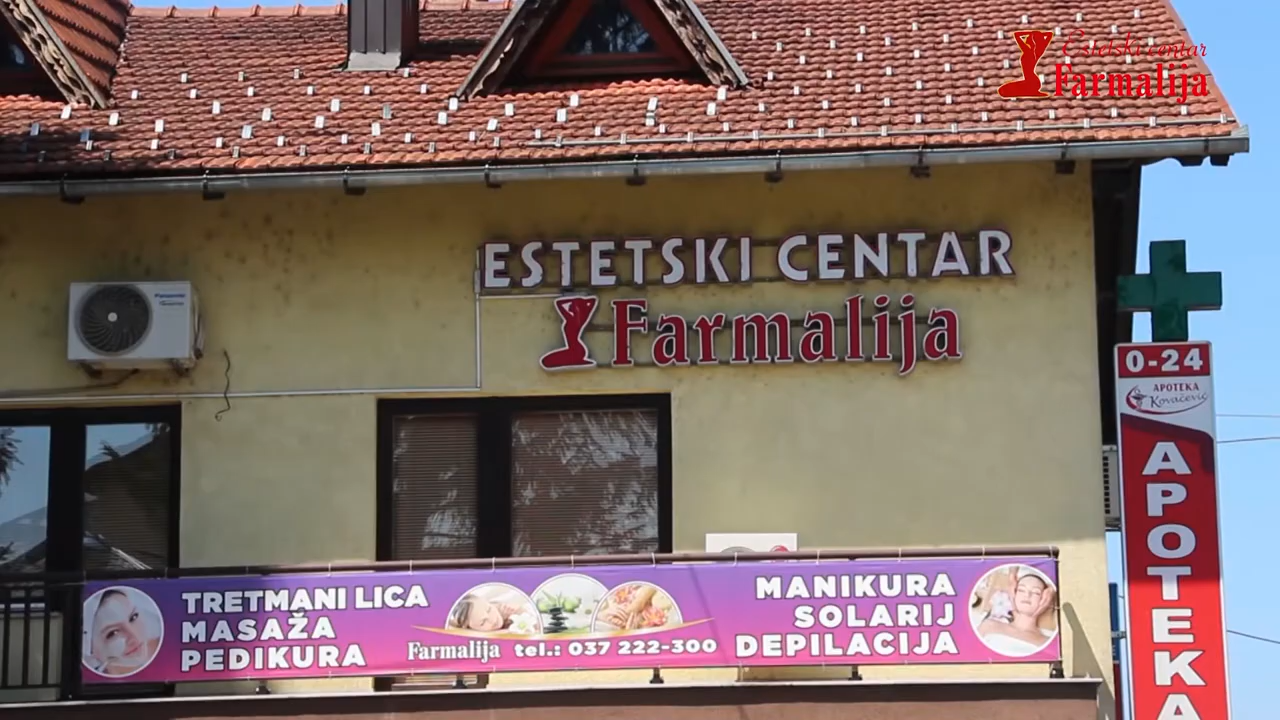 Estetski centar
Farmalija
ESTETSKI CENTAR
Farmalija
Panasonic
0-24
APOTEKA
Kovačević
APOTEKA
TRETMANI LICA
MASAŽA
PEDIKURA
Farmalija tel.: 037 222-300
MANIKURA
SOLARIJ
DEPILACIJA